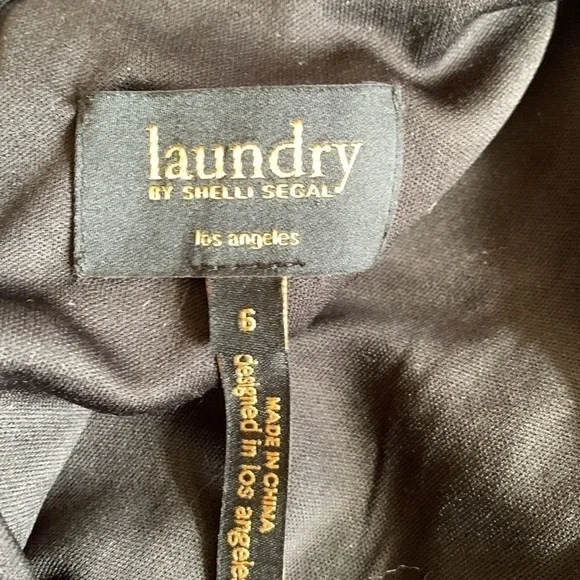 laundry
BY SHELLI SEGAL
los angeles
6
designed in los angeles
MADE IN CHINA